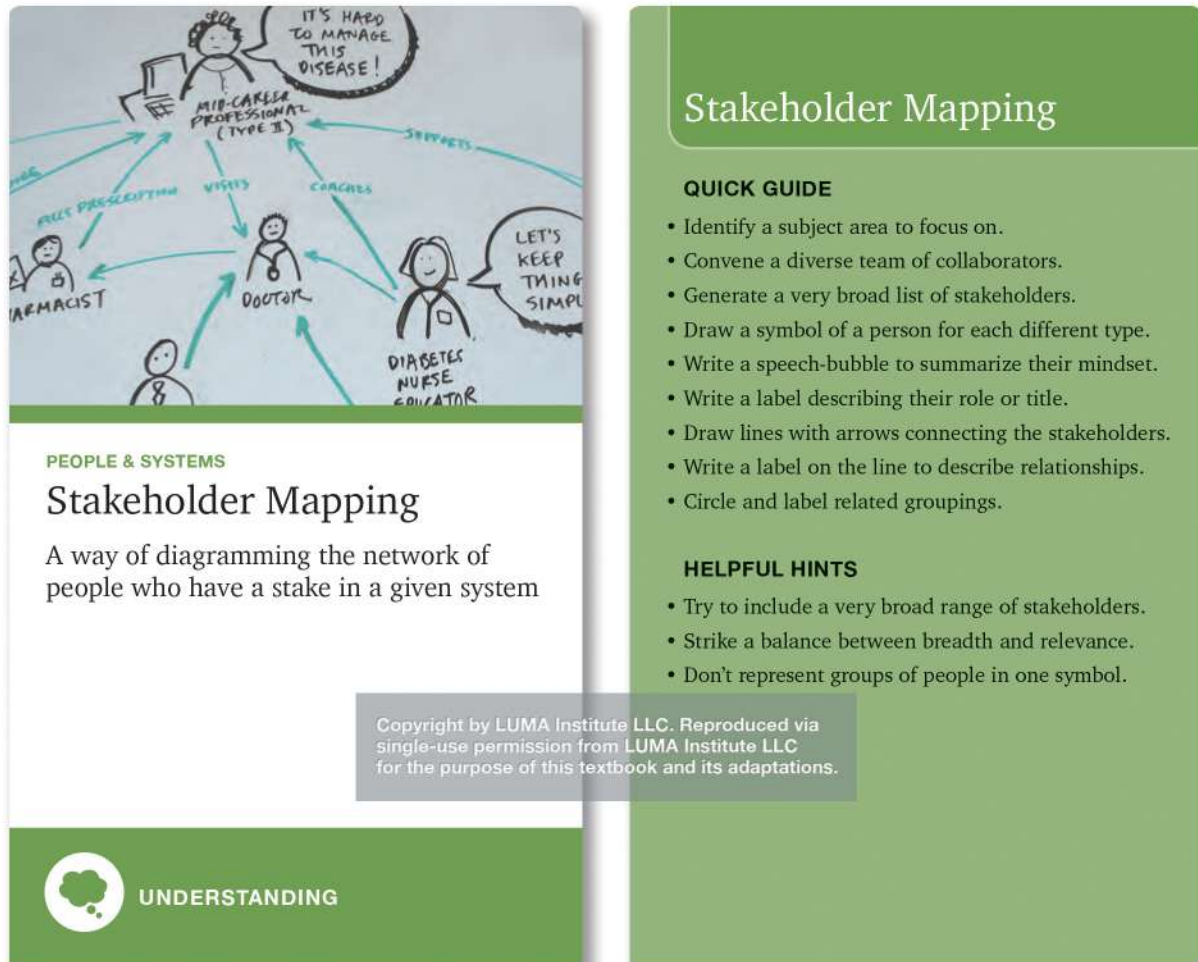 IT'S HARD
TO MANAGE
THIS
DISEASE!
MID-CAREER
PROFESSIONAL
(TYPE II)
SUPPORTS
FILLS PRESCRIPTION
VISITS
COACHES
LET'S
KEEP
THING
SIMPL
ARMACIST
DOCTOR
DIABETES
NURSE
EDUCATOR
PEOPLE & SYSTEMS
Stakeholder Mapping
A way of diagramming the network of
people who have a stake in a given system
UNDERSTANDING
Stakeholder Mapping
QUICK GUIDE
• Identify a subject area to focus on.
• Convene a diverse team of collaborators.
• Generate a very broad list of stakeholders.
• Draw a symbol of a person for each different type.
• Write a speech-bubble to summarize their mindset.
• Write a label describing their role or title.
• Draw lines with arrows connecting the stakeholders.
• Write a label on the line to describe relationships.
• Circle and label related groupings.
HELPFUL HINTS
• Try to include a very broad range of stakeholders.
• Strike a balance between breadth and relevance.
• Don't represent groups of people in one symbol.
Copyright by LUMA Institute LLC. Reproduced via
single-use permission from LUMA Institute LLC
for the purpose of this textbook and its adaptations.